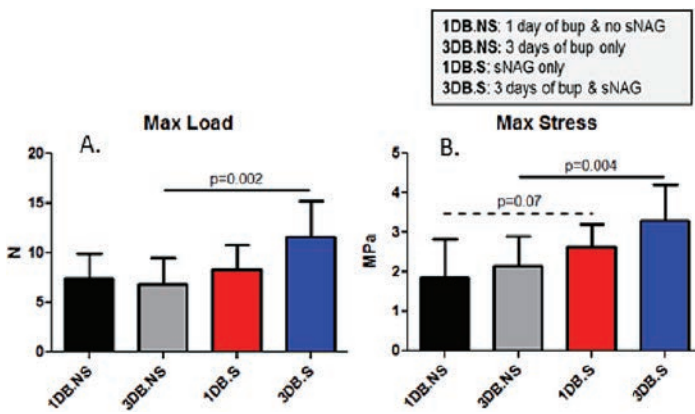 1DB.NS: 1 day of bup & no sNAG
3DB.NS: 3 days of bup only
1DB.S: sNAG only
3DB.S: 3 days of bup & sNAG
Max Load
A.
20
15
10
5
0
N
p=0.002
1DB.NS
3DB.NS
1DB.S
3DB.S
Max Stress
B.
5
4
3
2
1
0
MPa
p=0.004
p=0.07
1DB.NS
3DB.NS
1DB.S
3DB.S